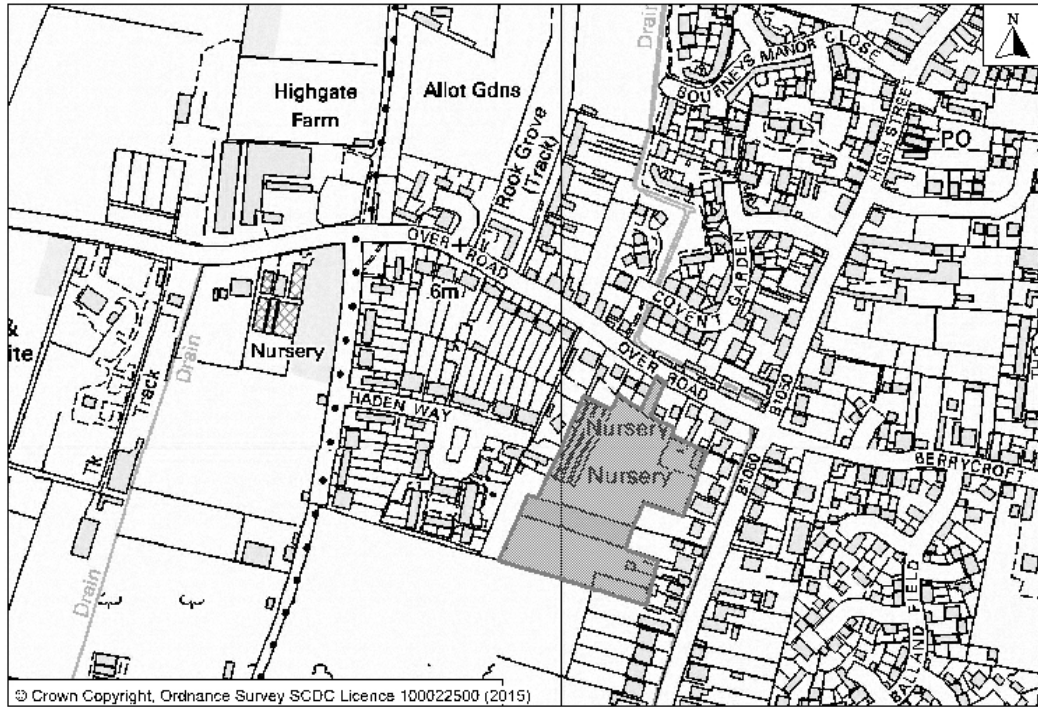 N
Drain
BOURNEYS MANOR CLOSE
HIGH STREET
PO
Highgate
Farm
Allot Gdns
Rook Grove
(Track)
OVER ROAD
.6m
COVENT
GARDEN
&
ite
Nursery
Track
Drain
Tk
Drain
HADEN WAY
OVER ROAD
B1050
B1050
BERRYCROFT
Nursery
Nursery
BALLAND FIELD
© Crown Copyright, Ordnance Survey SCDC Licence 100022500 (2015)